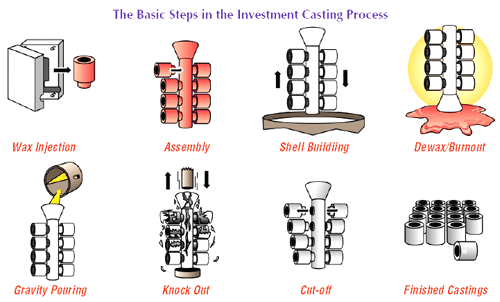 The Basic Steps in the Investment Casting Process
Wax Injection
Assembly
Shell Buildiing
Dewax/Burnout
Gravity Pouring
Knock Out
Cut-off
Finished Castings